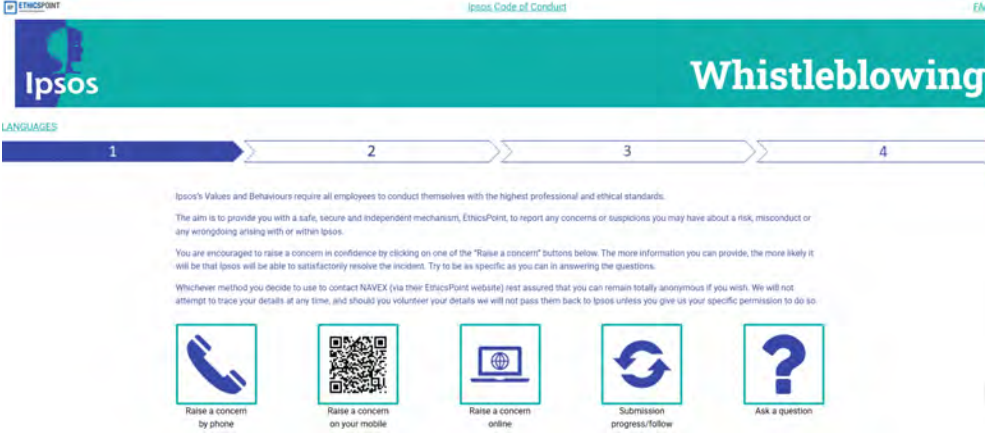 ETHICSPOINT
Ipsos Code of Conduct
Ipsos
Whistleblowing
LANGUAGES
1
2
3
4
Ipsos's Values and Behaviours require all employees to conduct themselves with the highest professional and ethical standards.
The aim is to provide you with a safe, secure and independent mechanism, EthicsPoint, to report any concerns or suspicions you may have about a risk, misconduct or
any wrongdoing arising with or within Ipsos.
You are encouraged to raise a concern in confidence by clicking on one of the "Raise a concern" buttons below. The more information you can provide, the more likely it
will be that Ipsos will be able to satisfactorily resolve the incident. Try to be as specific as you can in answering the questions.
Whichever method you decide to use to contact NAVEX (via their EthicsPoint website) rest assured that you can remain totally anonymous if you wish. We will not
attempt to trace your details at any time, and should you volunteer your details we will not pass them back to Ipsos unless you give us your specific permission to do so.
Raise a concern
by phone
Raise a concern
on your mobile
Raise a concern
online
Submission
progress/follow
Ask a question